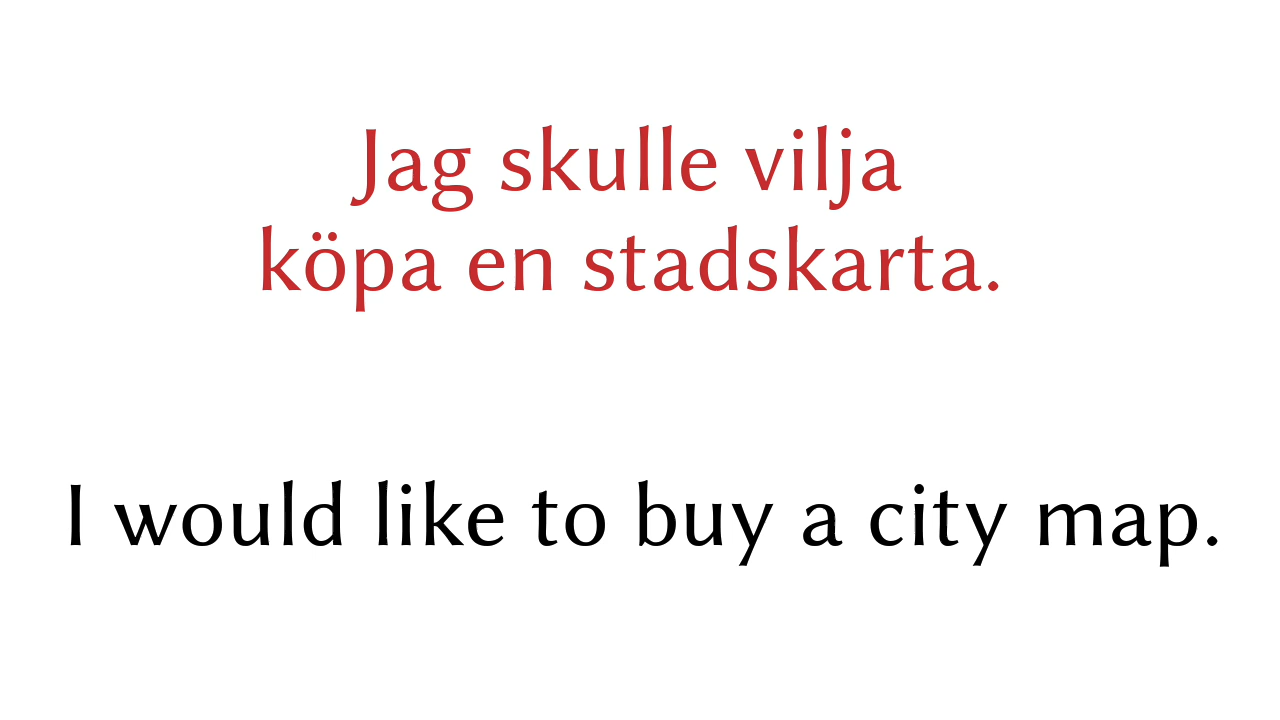 Jag skulle vilja
köpa en stadskarta.
I would like to buy a city map.